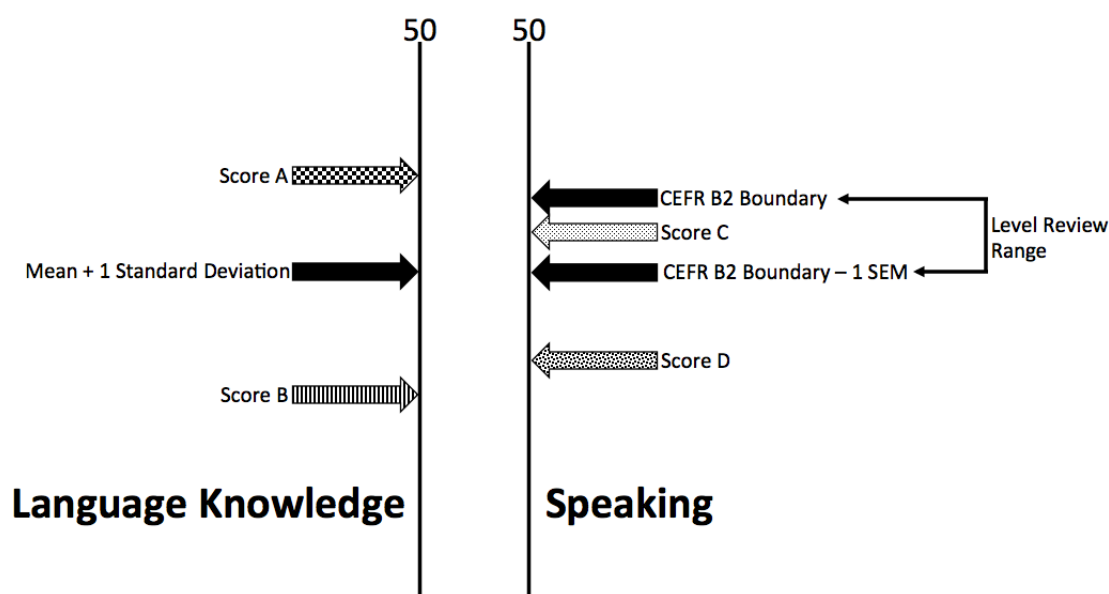 50
50
Score A
CEFR B2 Boundary
Score C
Level Review
Range
Mean + 1 Standard Deviation
CEFR B2 Boundary – 1 SEM
Score D
Score B
Language Knowledge
Speaking